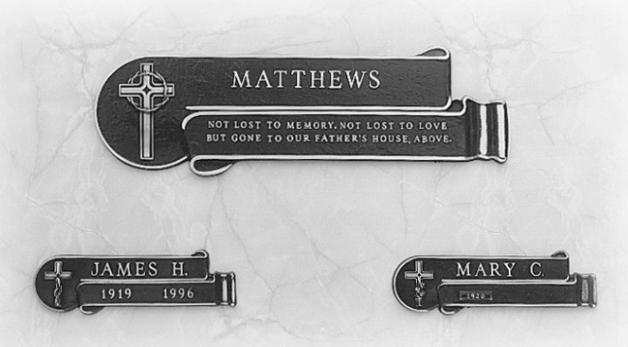 MATTHEWS
NOT LOST TO MEMORY, NOT LOST TO LOVE
BUT GONE TO OUR FATHER'S HOUSE, ABOVE.
JAMES H.
1919 1996
MARY C.
1920